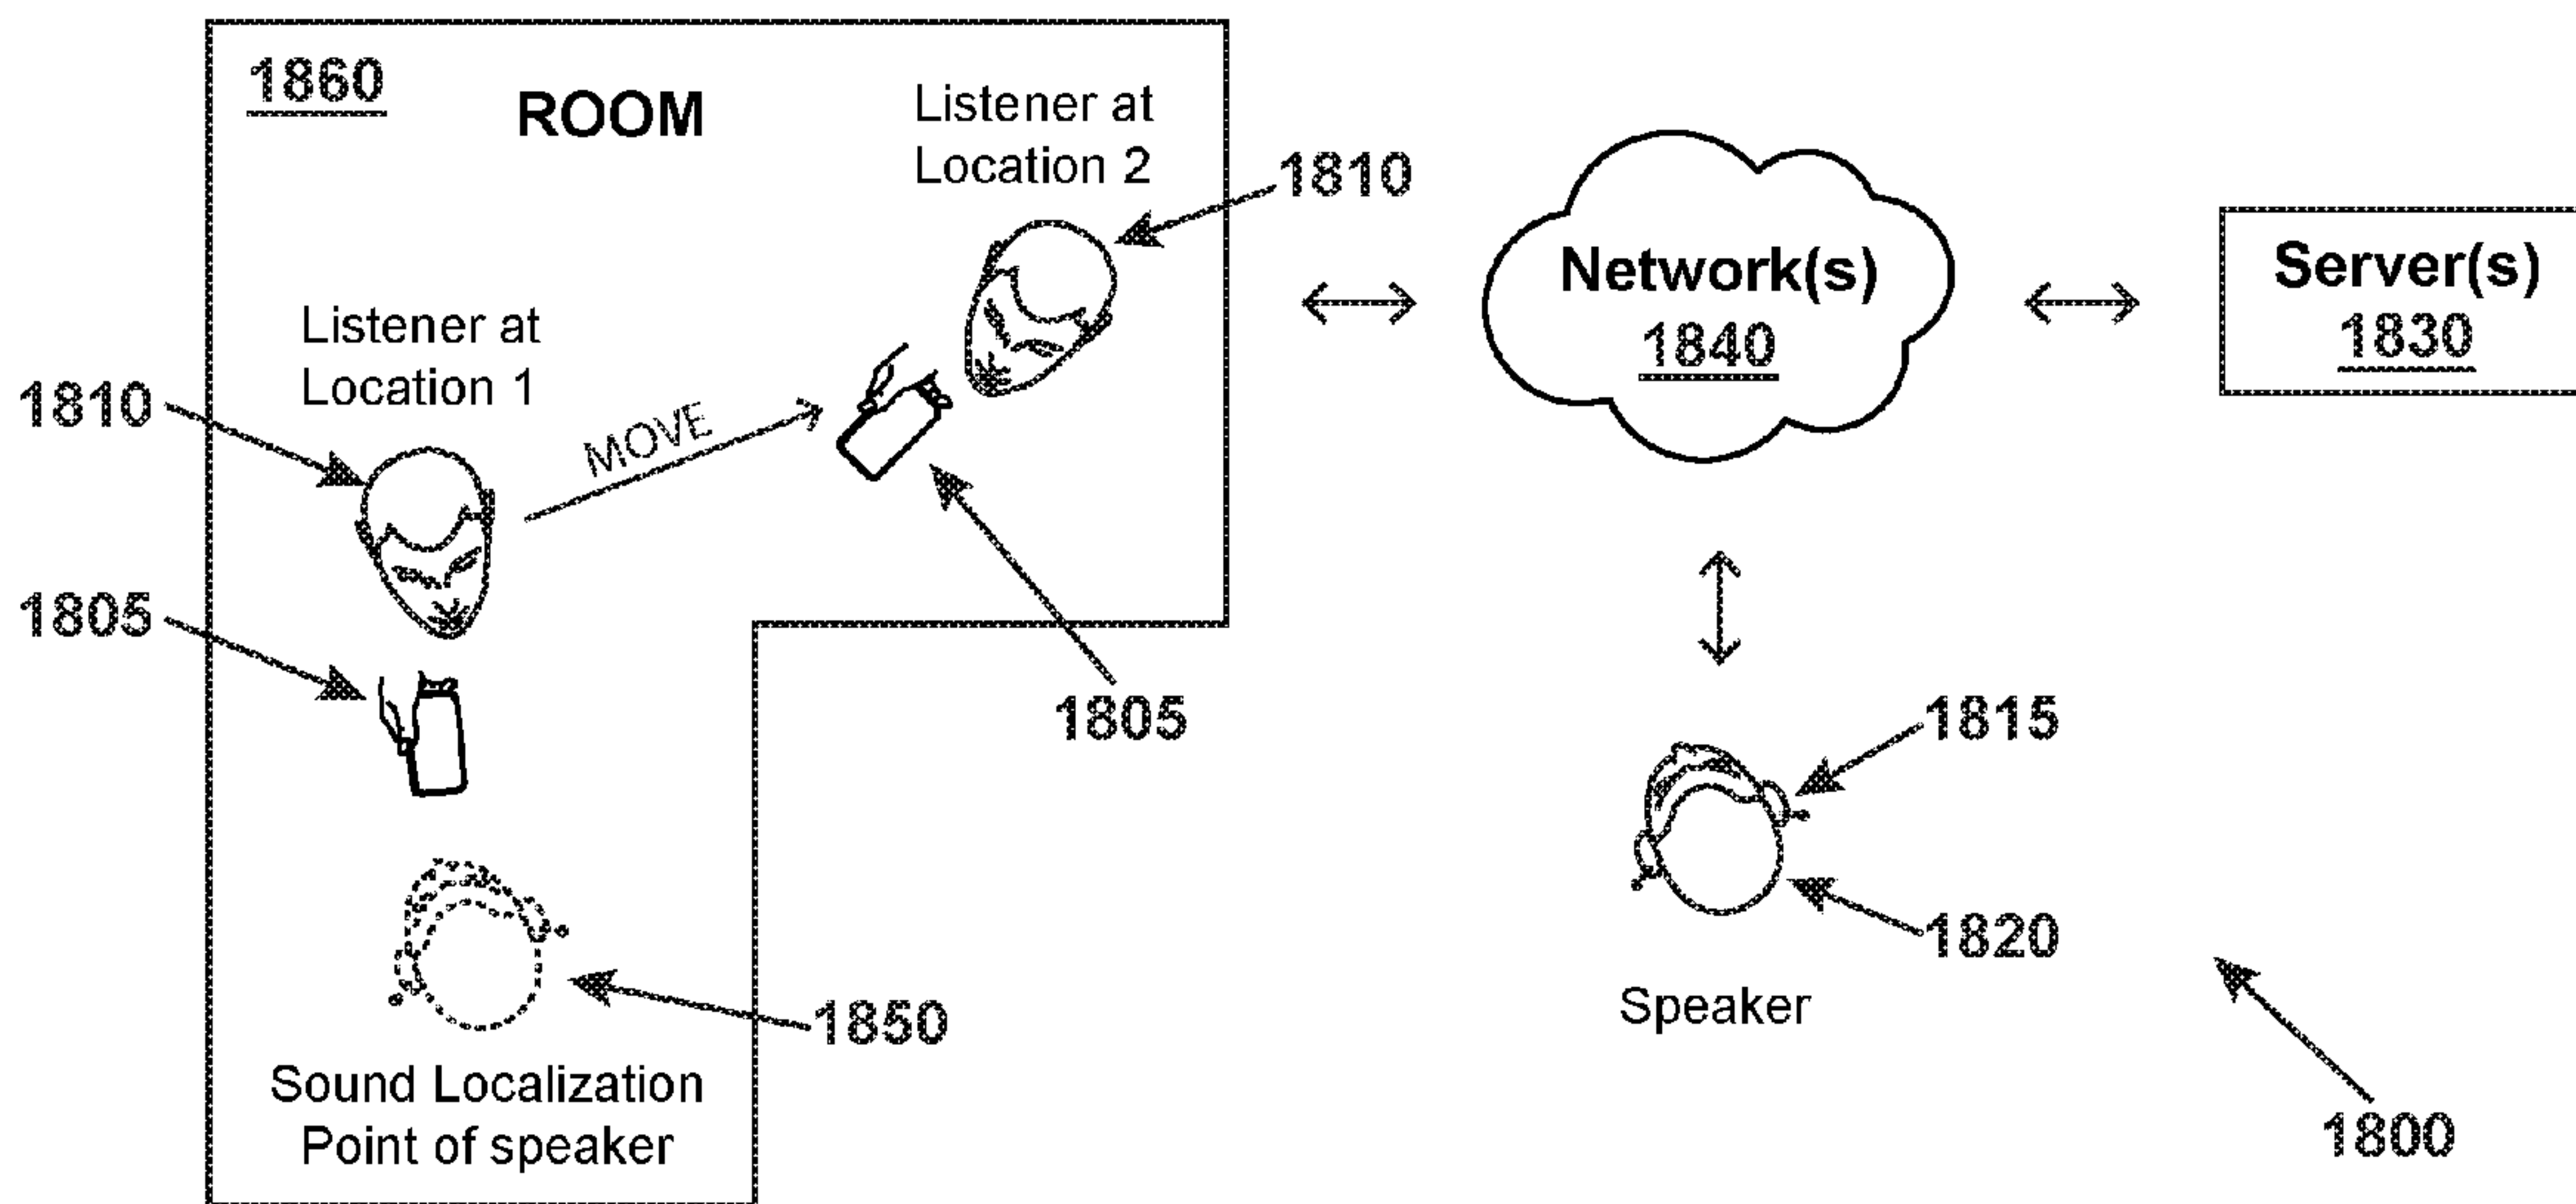 1860
ROOM
Listener at
Location 2
1810
Network(s)
1840
Server(s)
1830
Listener at
Location 1
1810
MOVE
1805
1805
1815
1820
Speaker
1850
Sound Localization
Point of speaker
1800